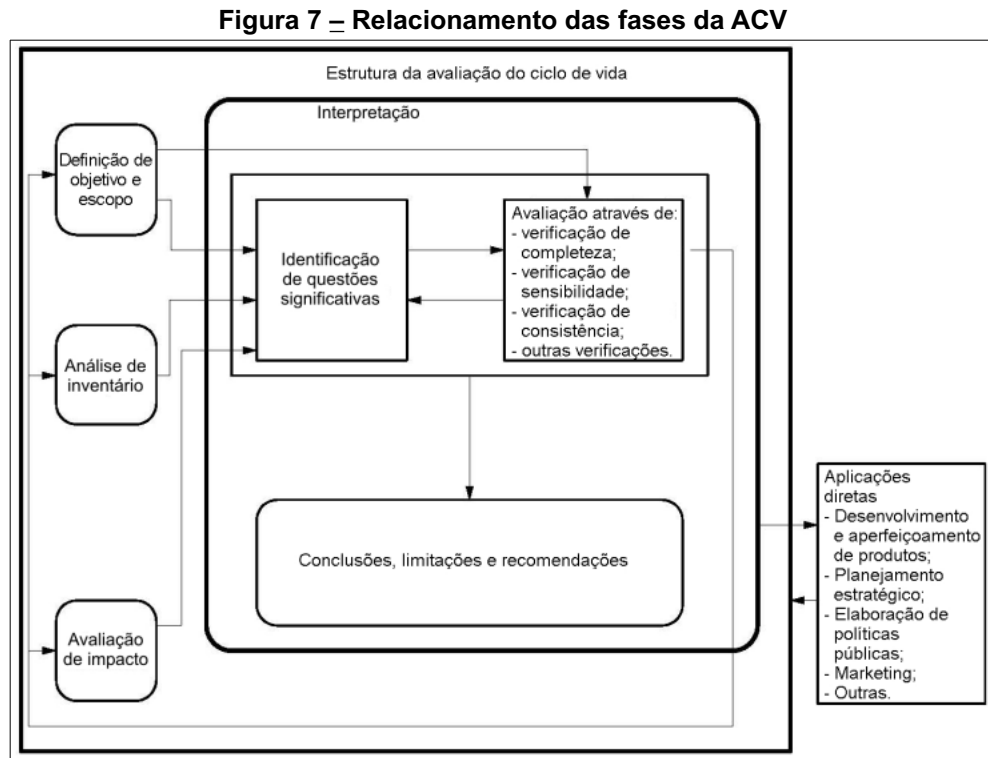 Figura 7 – Relacionamento das fases da ACV
Estrutura da avaliação do ciclo de vida
Interpretação
Definição de
objetivo e
escopo
Identificação
de questões
significativas
Avaliação através de:
- verificação de
completeza;
- verificação de
sensibilidade;
- verificação de
consistência;
- outras verificações.
Análise de
inventário
Avaliação
de impacto
Conclusões, limitações e recomendações
Aplicações
diretas
- Desenvolvimento
e aperfeiçoamento
de produtos;
- Planejamento
estratégico;
- Elaboração de
políticas
públicas;
- Marketing;
- Outras.